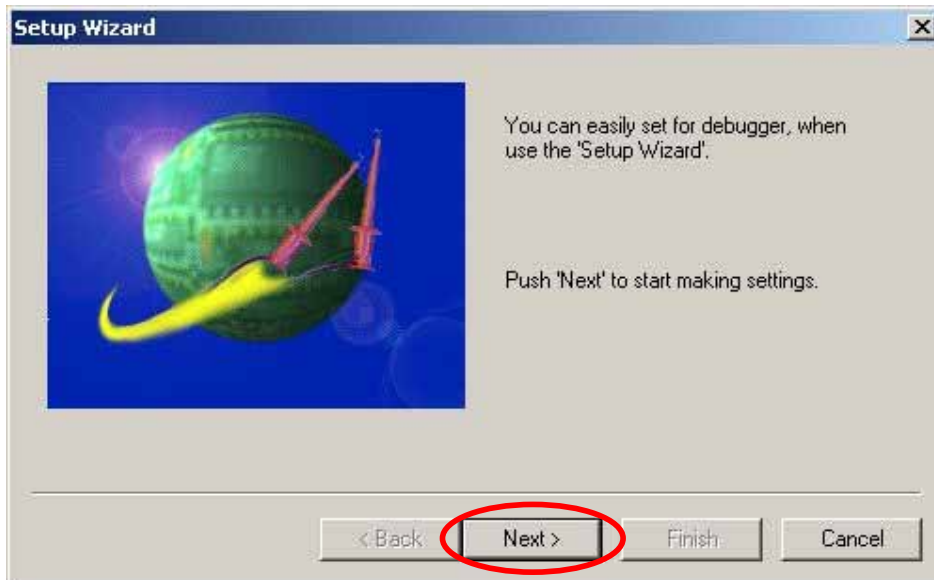 Setup Wizard
You can easily set for debugger, when
use the 'Setup Wizard'.
Push 'Next' to start making settings.
< Back
Next >
Finish
Cancel